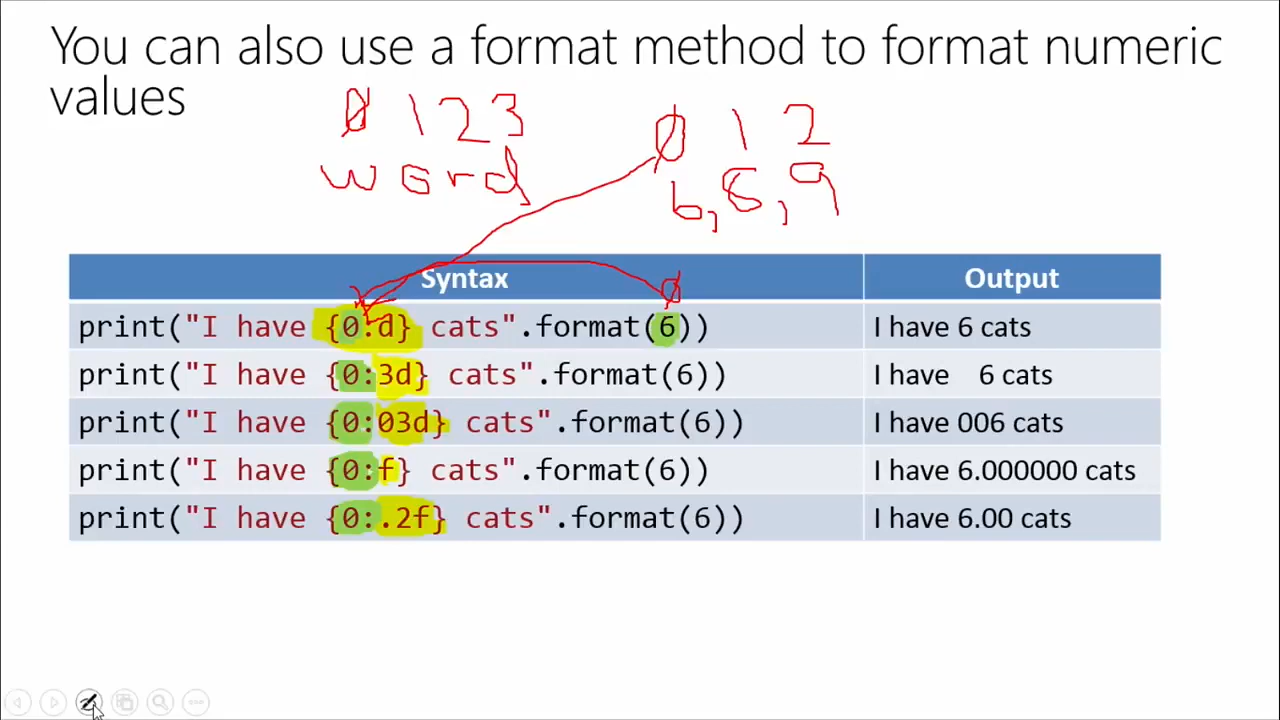 You can also use a format method to format numeric
values
0 1 2 3
word
0 1 2
6, 8, 9
0
Syntax Output
print("I have {0:d} cats".format(6)) I have 6 cats
print("I have {0:3d} cats".format(6)) I have   6 cats
print("I have {0:03d} cats".format(6)) I have 006 cats
print("I have {0:f} cats".format(6)) I have 6.000000 cats
print("I have {0:.2f} cats".format(6)) I have 6.00 cats